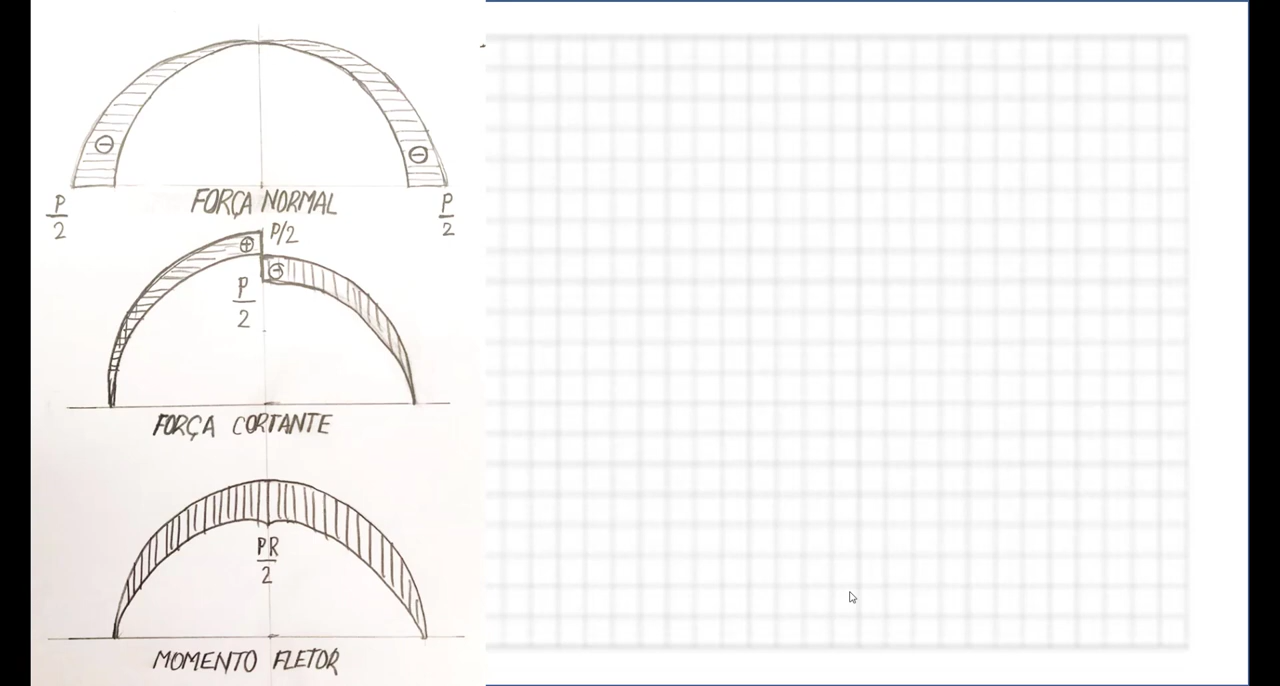 ⊖
⊖
FORÇA NORMAL
P/2
P/2
P/2
⊕
⊖
P/2
FORÇA CORTANTE
PR/2
MOMENTO FLETOR